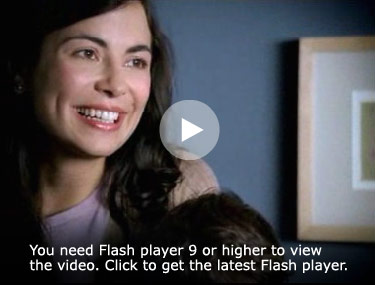 You need Flash player 9 or higher to view
the video. Click to get the latest Flash player.